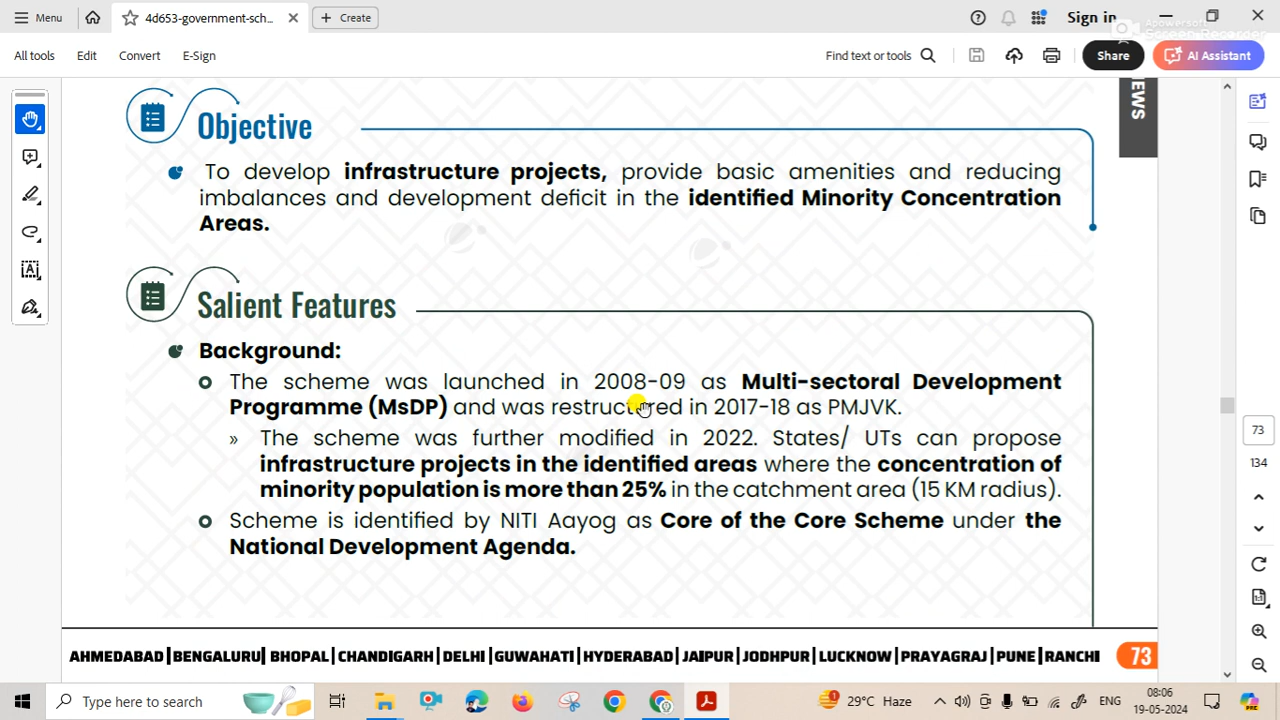 Menu
4d653-government-sch...
Create
Sign in
All tools
Edit
Convert
E-Sign
Find text or tools
Share
AI Assistant
NEWS
Objective
To develop infrastructure projects, provide basic amenities and reducing
imbalances and development deficit in the identified Minority Concentration
Areas.
Salient Features
Background:
The scheme was launched in 2008-09 as Multi-sectoral Development
Programme (MsDP) and was restructured in 2017-18 as PMJVK.
» The scheme was further modified in 2022. States/ UTs can propose
infrastructure projects in the identified areas where the concentration of
minority population is more than 25% in the catchment area (15 KM radius).
Scheme is identified by NITI Aayog as Core of the Core Scheme under the
National Development Agenda.
73
134
AHMEDABAD | BENGALURU | BHOPAL | CHANDIGARH | DELHI | GUWAHATI | HYDERABAD | JAIPUR | JODHPUR | LUCKNOW | PRAYAGRAJ | PUNE | RANCHI
73
Type here to search
29°C Haze
ENG
08:06
19-05-2024